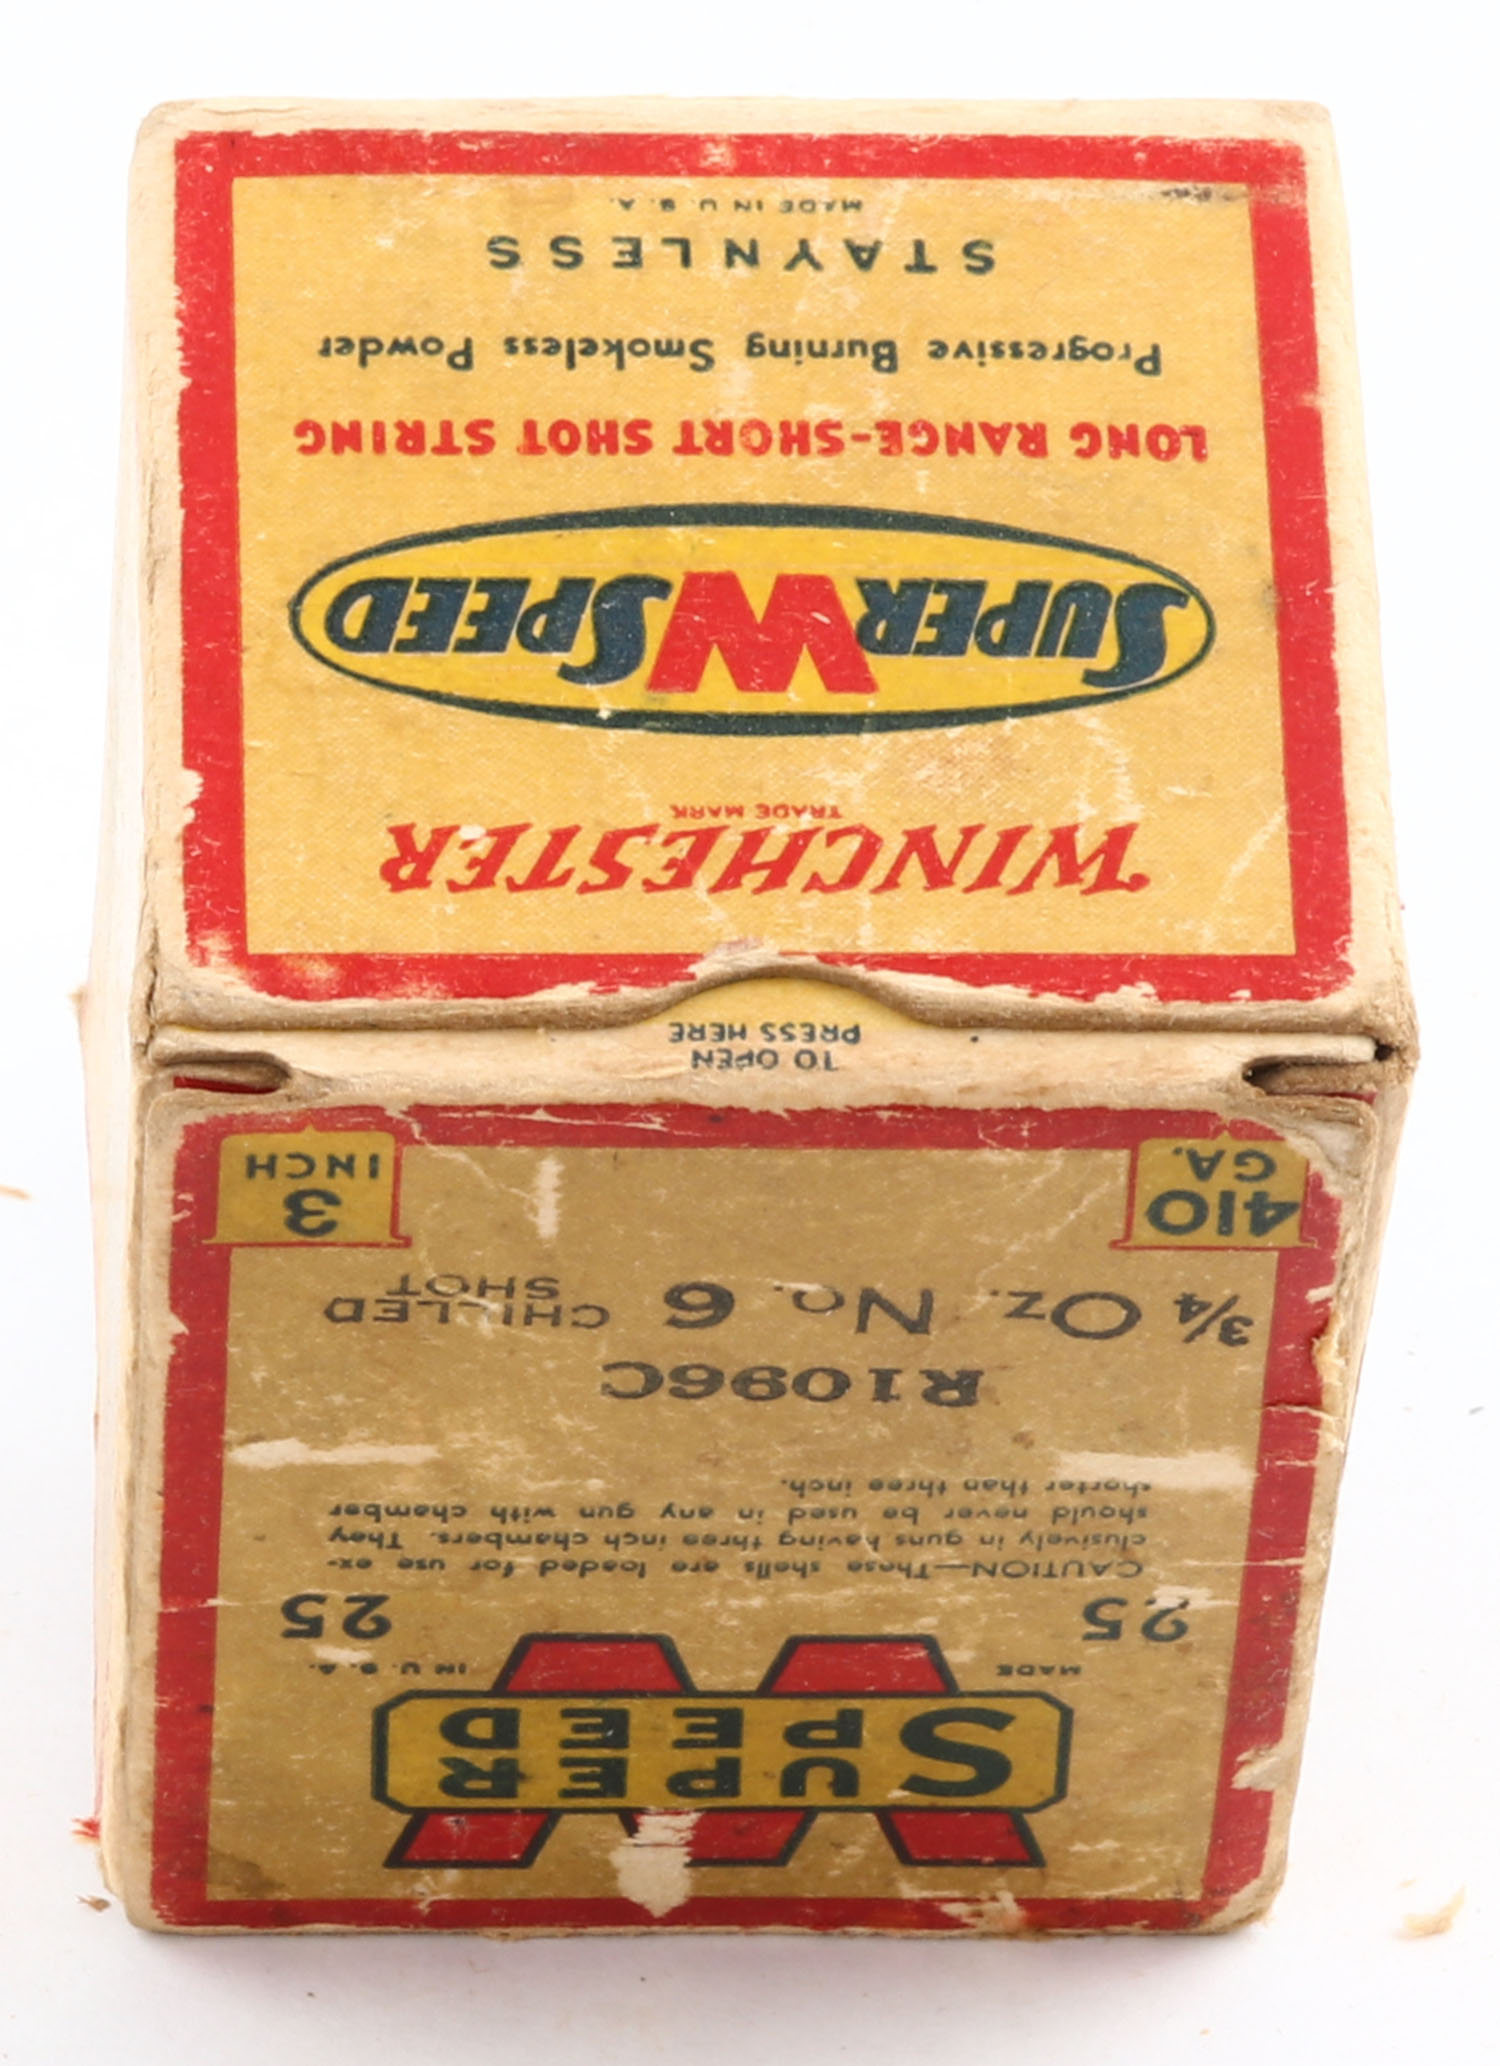 WINCHESTER
TRADE MARK
SUPER W SPEED
LONG RANGE-SHORT SHOT STRING
Progressive Burning Smokeless Powder
STAYNLESS
MADE IN U.S.A.
TO OPEN
PRESS HERE
SUPER
SPEED
MADE IN U.S.A.
25 25
CAUTION—These shells are loaded for use ex-
clusively in guns having three inch chambers. They
should never be used in any gun with chamber
shorter than three inch.
R1096C
3/4 Oz. No. 6 CHILLED
SHOT
410
GA.
3
INCH